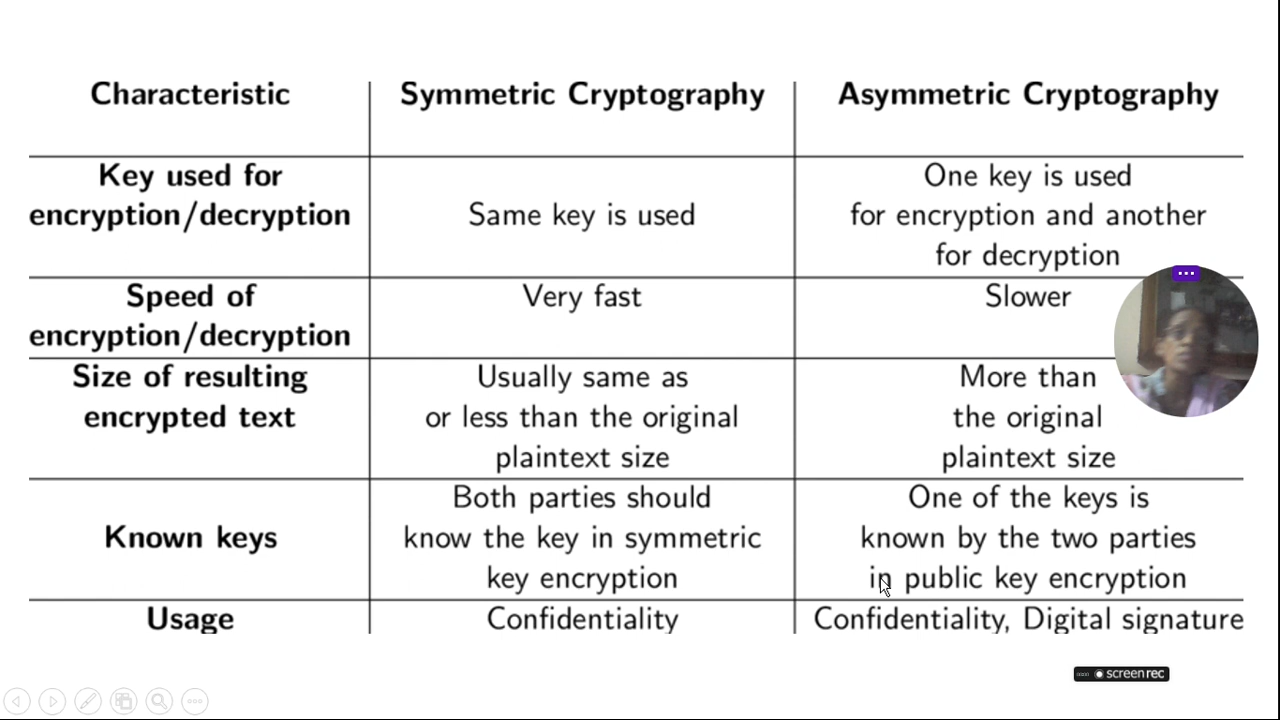 Characteristic Symmetric Cryptography Asymmetric Cryptography
Key used for
encryption/decryption
Same key is used
One key is used
for encryption and another
for decryption
Speed of
encryption/decryption
Very fast
Slower
Size of resulting
encrypted text
Usually same as
or less than the original
plaintext size
More than
the original
plaintext size
Known keys
Both parties should
know the key in symmetric
key encryption
One of the keys is
known by the two parties
in public key encryption
Usage
Confidentiality
Confidentiality, Digital signature
screenrec